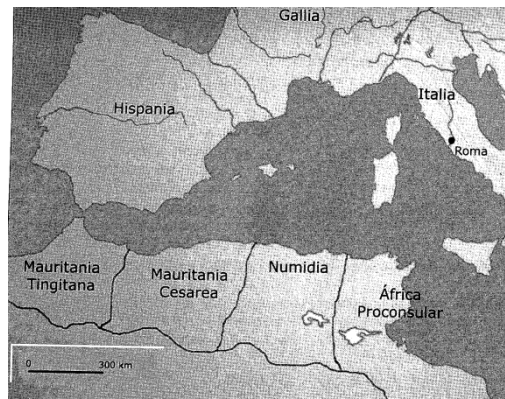 Gallia
Hispania
Italia
Roma
Mauritania
Tingitana
Mauritania
Cesarea
Numidia
África
Proconsular
0 300 km